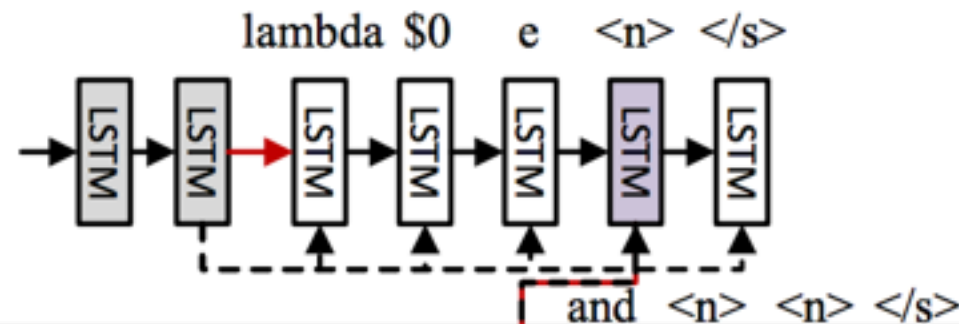 lambda $0 e <n> </s>
LSTM LSTM LSTM LSTM LSTM LSTM LSTM
and <n> <n> </s>